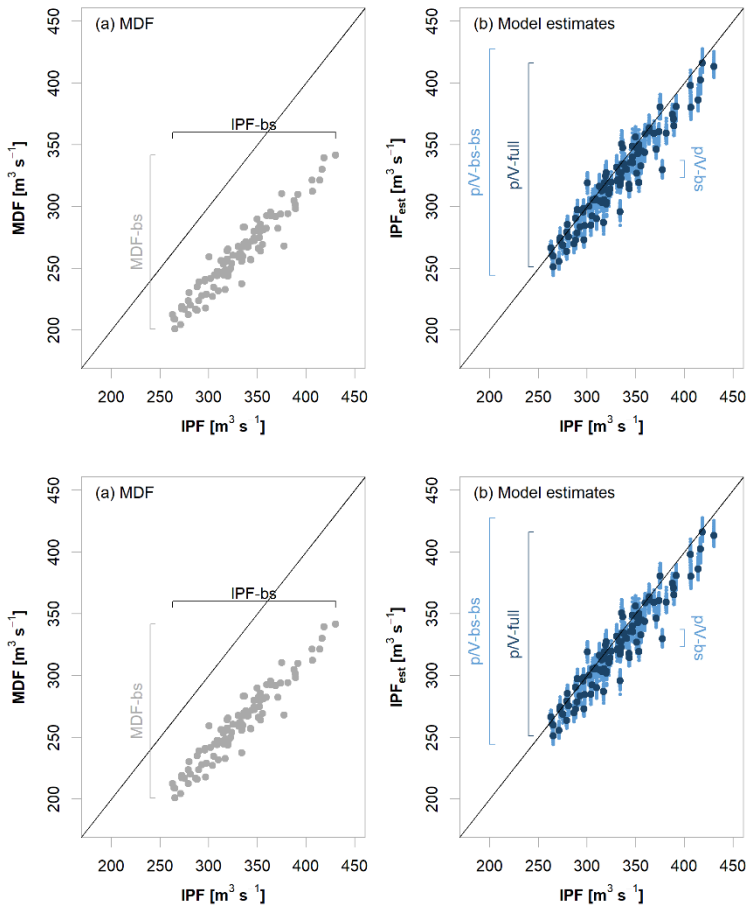 (a) MDF
MDF [m³ s⁻¹]
450
400
350
300
250
200
IPF-bs
MDF-bs
200 250 300 350 400 450
IPF [m³ s⁻¹]
(b) Model estimates
IPFest [m³ s⁻¹]
450
400
350
300
250
200
p/V-bs-bs
p/V-full
p/V-bs
200 250 300 350 400 450
IPF [m³ s⁻¹]
(a) MDF
MDF [m³ s⁻¹]
450
400
350
300
250
200
IPF-bs
MDF-bs
200 250 300 350 400 450
IPF [m³ s⁻¹]
(b) Model estimates
IPFest [m³ s⁻¹]
450
400
350
300
250
200
p/V-bs-bs
p/V-full
p/V-bs
200 250 300 350 400 450
IPF [m³ s⁻¹]